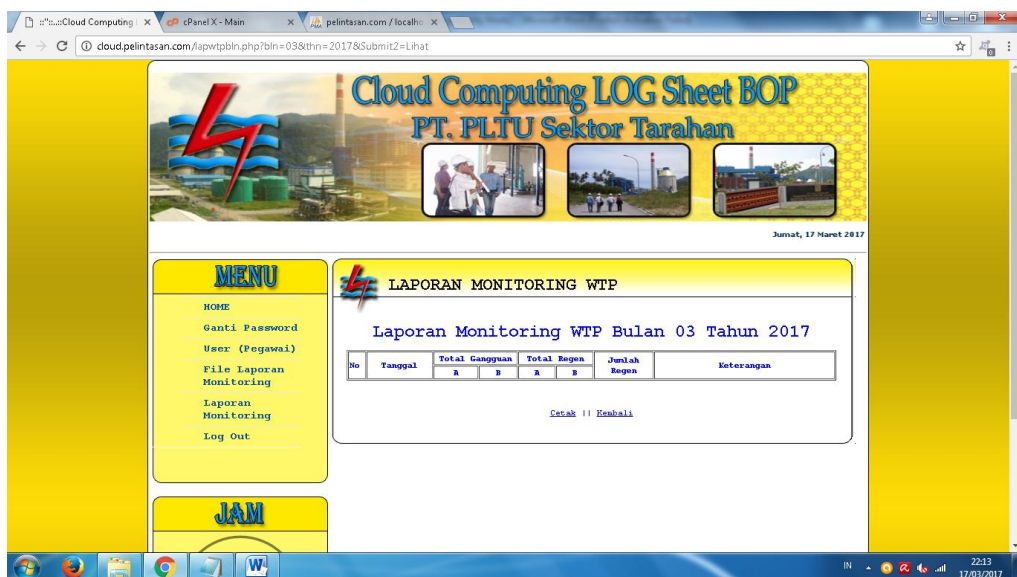 ::"::..::Cloud Computing
cPanel X - Main
pelintasan.com / localho
cloud.pelintasan.com/lapwtpbln.php?bln=03&thn=2017&Submit2=Lihat
Cloud Computing LOG Sheet BOP
PT. PLTU Sektor Tarahan
Jumat, 17 Maret 2017
MENU
HOME
Ganti Password
User (Pegawai)
File Laporan
Monitoring
Laporan
Monitoring
Log Out
JAM
LAPORAN MONITORING WTP
Laporan Monitoring WTP Bulan 03 Tahun 2017
No Tanggal Total Gangguan Total Regen Jumlah Regen Keterangan
A B A B
Cetak || Kembali
IN
22:13
17/03/2017